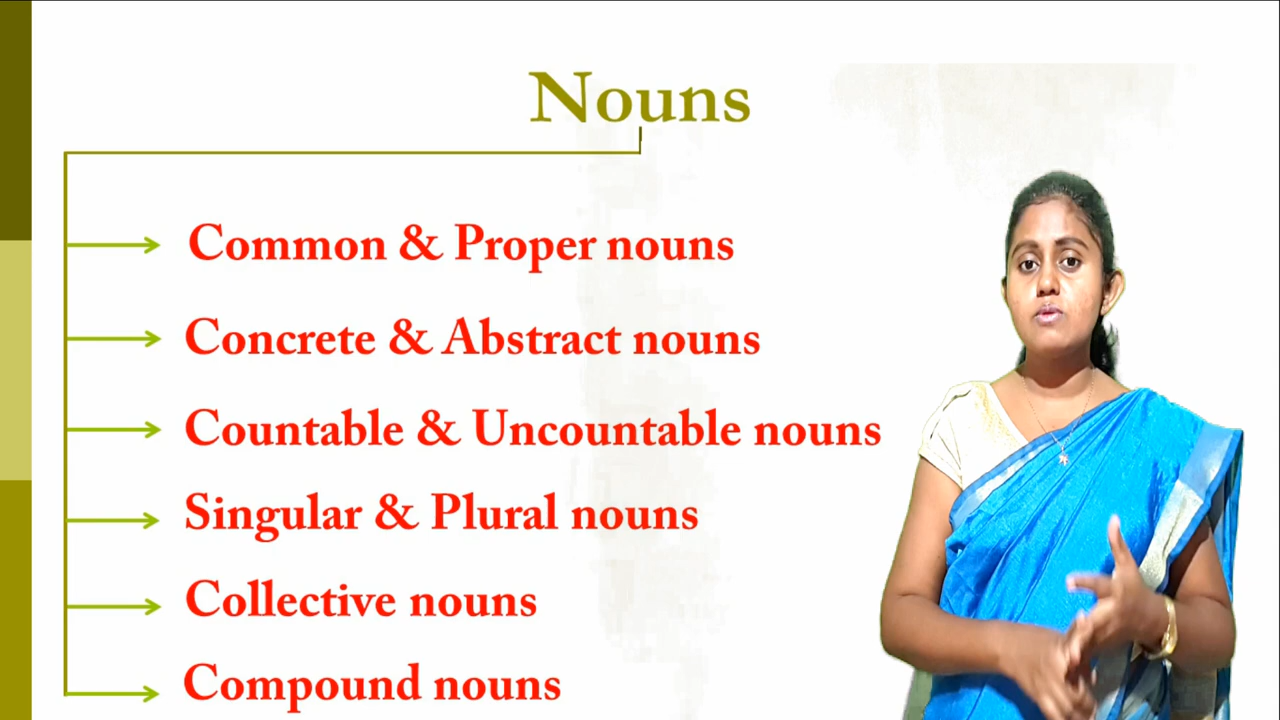 Nouns
Common & Proper nouns
Concrete & Abstract nouns
Countable & Uncountable nouns
Singular & Plural nouns
Collective nouns
Compound nouns